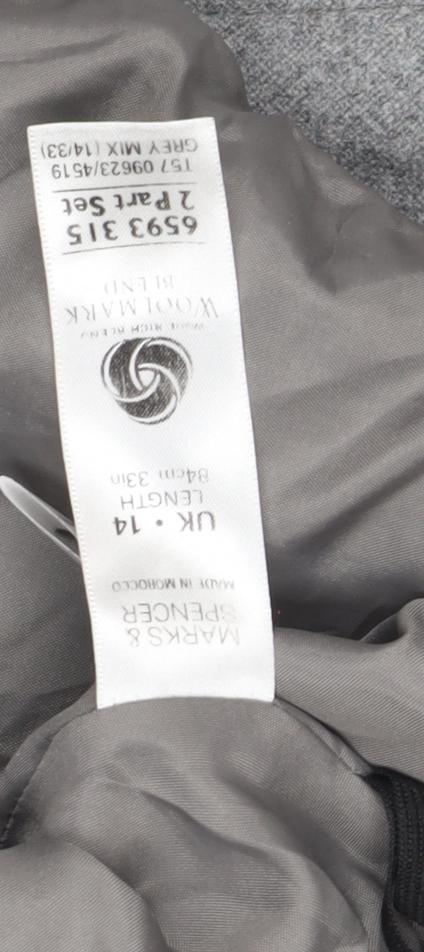 MARKS &
SPENCER
MADE IN MOROCCO
UK • 14
LENGTH
84cm 33in
WOOL RICH BLEND
WOOLMARK
BLEND
6593 315
2 Part Set
T57 09623/4519
GREY MIX (14/33)